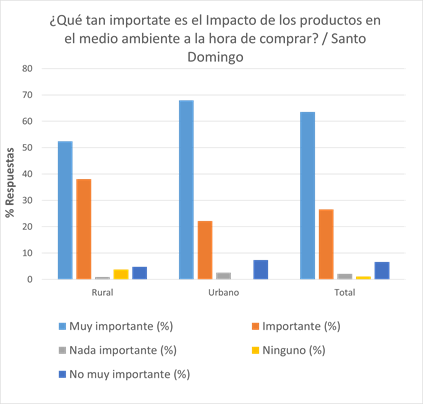 ¿Qué tan importate es el Impacto de los productos en
el medio ambiente a la hora de comprar? / Santo
Domingo
80
70
60
50
40
30
20
10
0
% Respuestas
Rural Urbano Total
Muy importante (%) Importante (%)
Nada importante (%) Ninguno (%)
No muy importante (%)